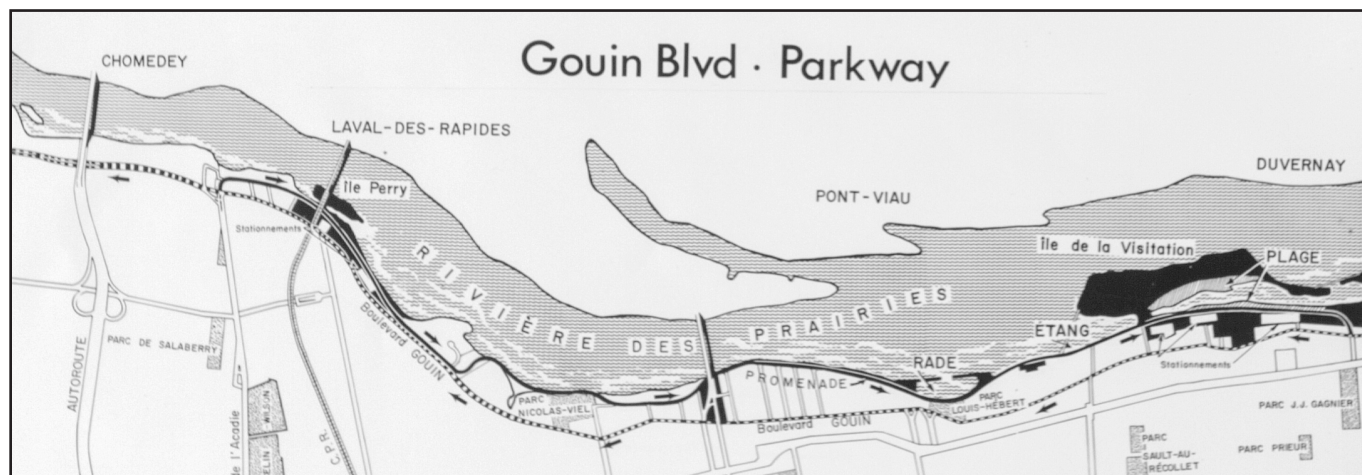 Gouin Blvd · Parkway
CHOMEDEY
LAVAL-DES-RAPIDES
île Perry
Stationnements
PONT-VIAU
DUVERNAY
île de la Visitation
PLAGE
RIVIÈRE DES PRAIRIES
ÉTANG
RADE
PROMENADE
Stationnements
Boulevard GOUIN
Boulevard GOUIN
PARC DE SALABERRY
AUTOROUTE
de l'Acadie
C.P.R.
PARC
NICOLAS-VIEL
PARC
LOUIS-HÉBERT
PARC J.J. GAGNIER
PARC
SAULT-AU-
RÉCOLLET
PARC PRIEUR